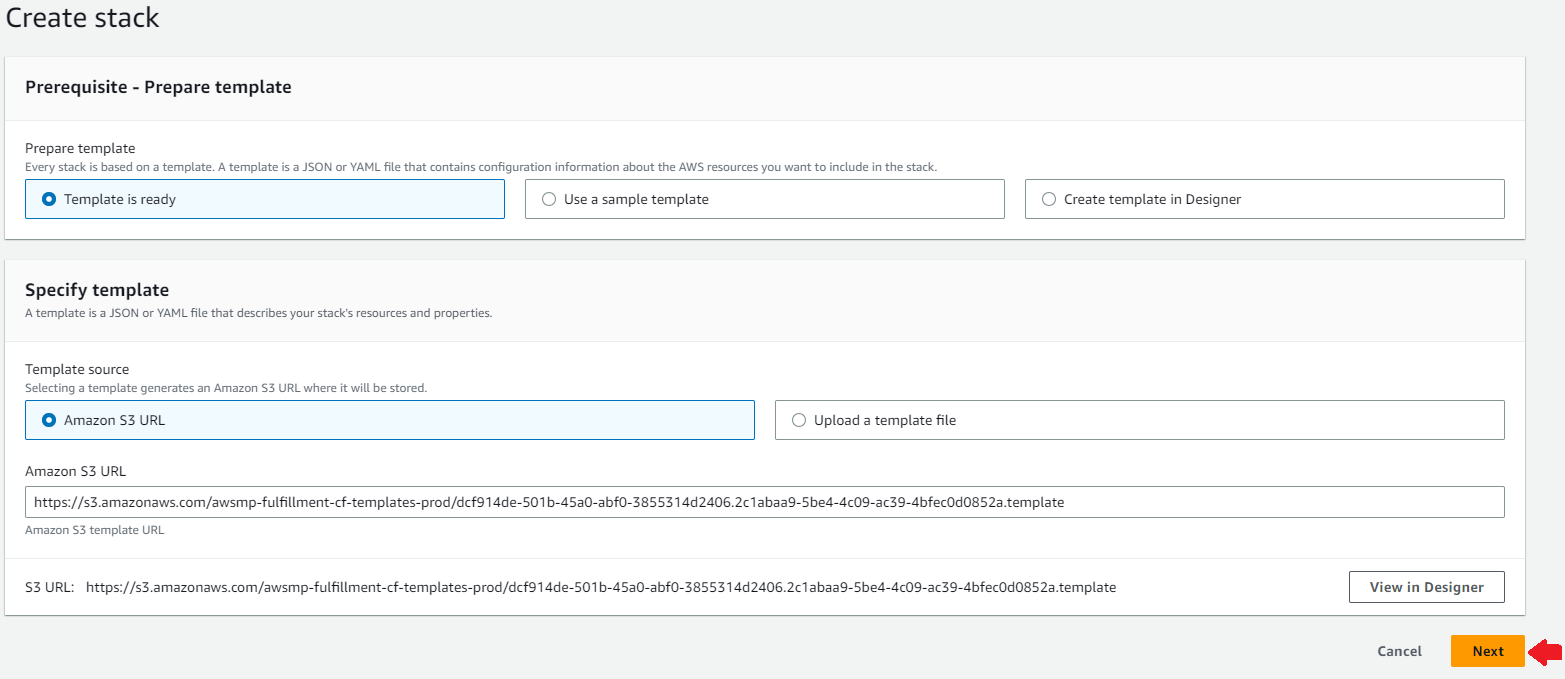 Create stack
Prerequisite - Prepare template
Prepare template
Every stack is based on a template. A template is a JSON or YAML file that contains configuration information about the AWS resources you want to include in the stack.
Template is ready
Use a sample template
Create template in Designer
Specify template
A template is a JSON or YAML file that describes your stack's resources and properties.
Template source
Selecting a template generates an Amazon S3 URL where it will be stored.
Amazon S3 URL
Upload a template file
Amazon S3 URL
https://s3.amazonaws.com/awsmp-fulfillment-cf-templates-prod/dcf914de-501b-45a0-abf0-3855314d2406.2c1abaa9-5be4-4c09-ac39-4bfec0d0852a.template
Amazon S3 template URL
S3 URL: https://s3.amazonaws.com/awsmp-fulfillment-cf-templates-prod/dcf914de-501b-45a0-abf0-3855314d2406.2c1abaa9-5be4-4c09-ac39-4bfec0d0852a.template
View in Designer
Cancel
Next